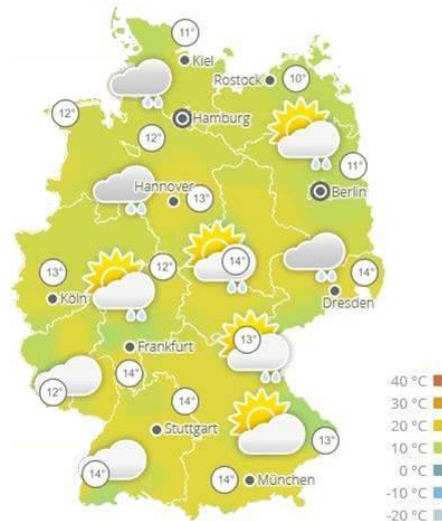 11°
Kiel
Rostock
10°
12°
Hamburg
12°
11°
Hannover
13°
Berlin
13°
12°
14°
14°
Köln
Dresden
13°
Frankfurt
14°
12°
14°
Stuttgart
13°
14°
14°
München
40 °C
30 °C
20 °C
10 °C
0 °C
-10 °C
-20 °C